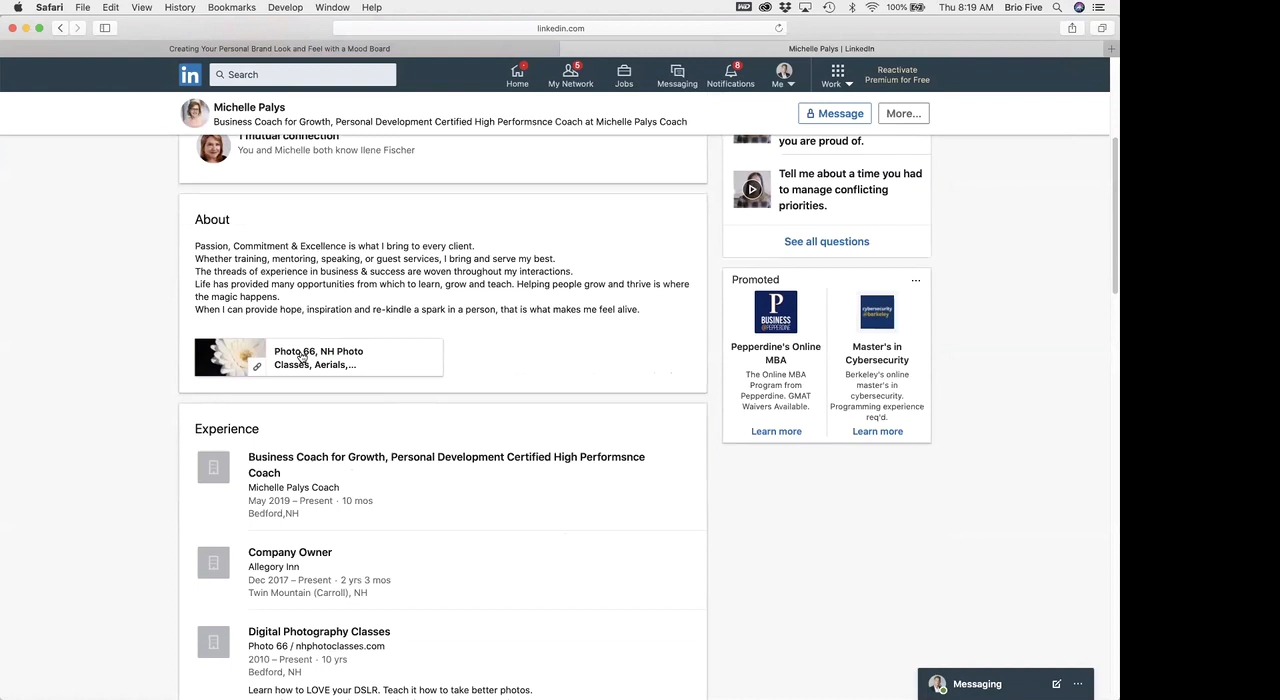 Safari File Edit View History Bookmarks Develop Window Help 100% Thu 8:19 AM Brio Five
linkedin.com
Creating Your Personal Brand Look and Feel with a Mood Board
Michelle Palys | LinkedIn
in Search
Home
5 My Network
Jobs
Messaging
8 Notifications
Me
Work
Reactivate
Premium for Free
Michelle Palys
Business Coach for Growth, Personal Development Certified High Performsnce Coach at Michelle Palys Coach
Message More...
1 mutual connection
You and Michelle both know Ilene Fischer
About
Passion, Commitment & Excellence is what I bring to every client.
Whether training, mentoring, speaking, or guest services, I bring and serve my best.
The threads of experience in business & success are woven throughout my interactions.
Life has provided many opportunities from which to learn, grow and teach. Helping people grow and thrive is where
the magic happens.
When I can provide hope, inspiration and re-kindle a spark in a person, that is what makes me feel alive.
Photo 66, NH Photo
Classes, Aerials,...
Experience
Business Coach for Growth, Personal Development Certified High Performsnce
Coach
Michelle Palys Coach
May 2019 – Present · 10 mos
Bedford,NH
Company Owner
Allegory Inn
Dec 2017 – Present · 2 yrs 3 mos
Twin Mountain (Carroll), NH
Digital Photography Classes
Photo 66 / nhphotoclasses.com
2010 – Present · 10 yrs
Bedford, NH
Learn how to LOVE your DSLR. Teach it how to take better photos.
you are proud of.
Tell me about a time you had
to manage conflicting
priorities.
See all questions
Promoted ...
P
BUSINESS
@PEPPERDINE
Pepperdine's Online
MBA
The Online MBA
Program from
Pepperdine. GMAT
Waivers Available.
Learn more
cybersecurity
@berkeley
Master's in
Cybersecurity
Berkeley's online
master's in
cybersecurity.
Programming experience
req'd.
Learn more
Messaging